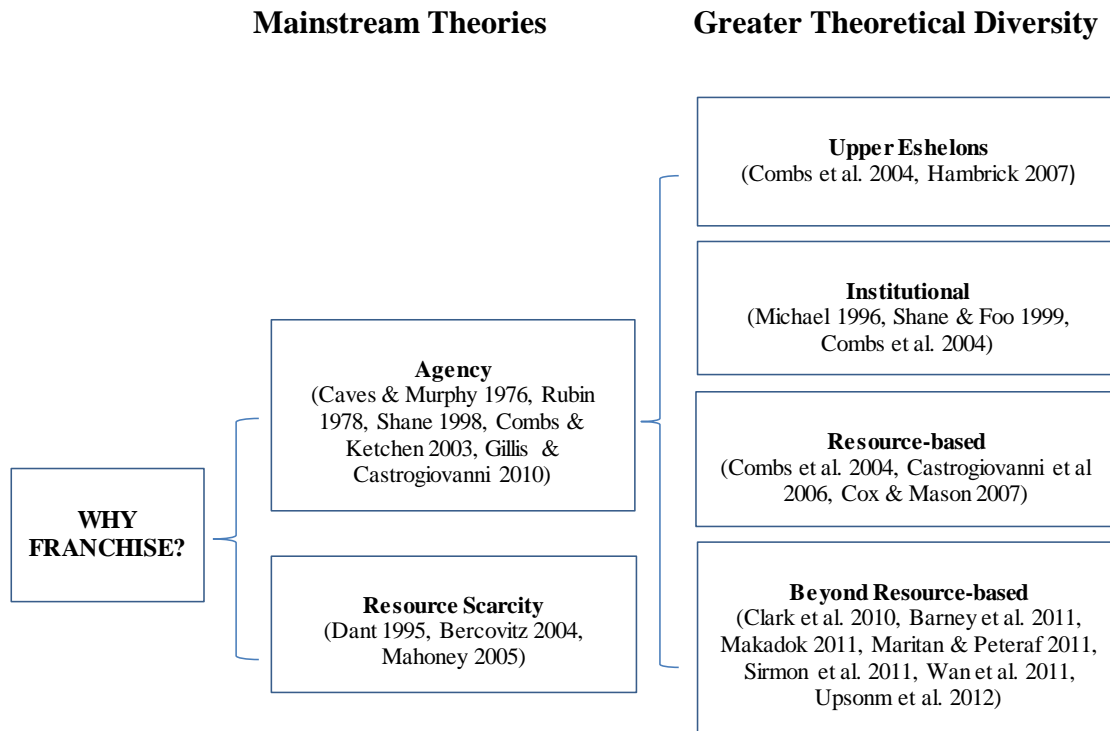 Mainstream Theories
Greater Theoretical Diversity
WHY
FRANCHISE?
Agency
(Caves & Murphy 1976, Rubin
1978, Shane 1998, Combs &
Ketchen 2003, Gillis &
Castrogiovanni 2010)
Resource Scarcity
(Dant 1995, Bercovitz 2004,
Mahoney 2005)
Upper Eshelons
(Combs et al. 2004, Hambrick 2007)
Institutional
(Michael 1996, Shane & Foo 1999,
Combs et al. 2004)
Resource-based
(Combs et al. 2004, Castrogiovanni et al
2006, Cox & Mason 2007)
Beyond Resource-based
(Clark et al. 2010, Barney et al. 2011,
Makadok 2011, Maritan & Peteraf 2011,
Sirmon et al. 2011, Wan et al. 2011,
Upsonm et al. 2012)